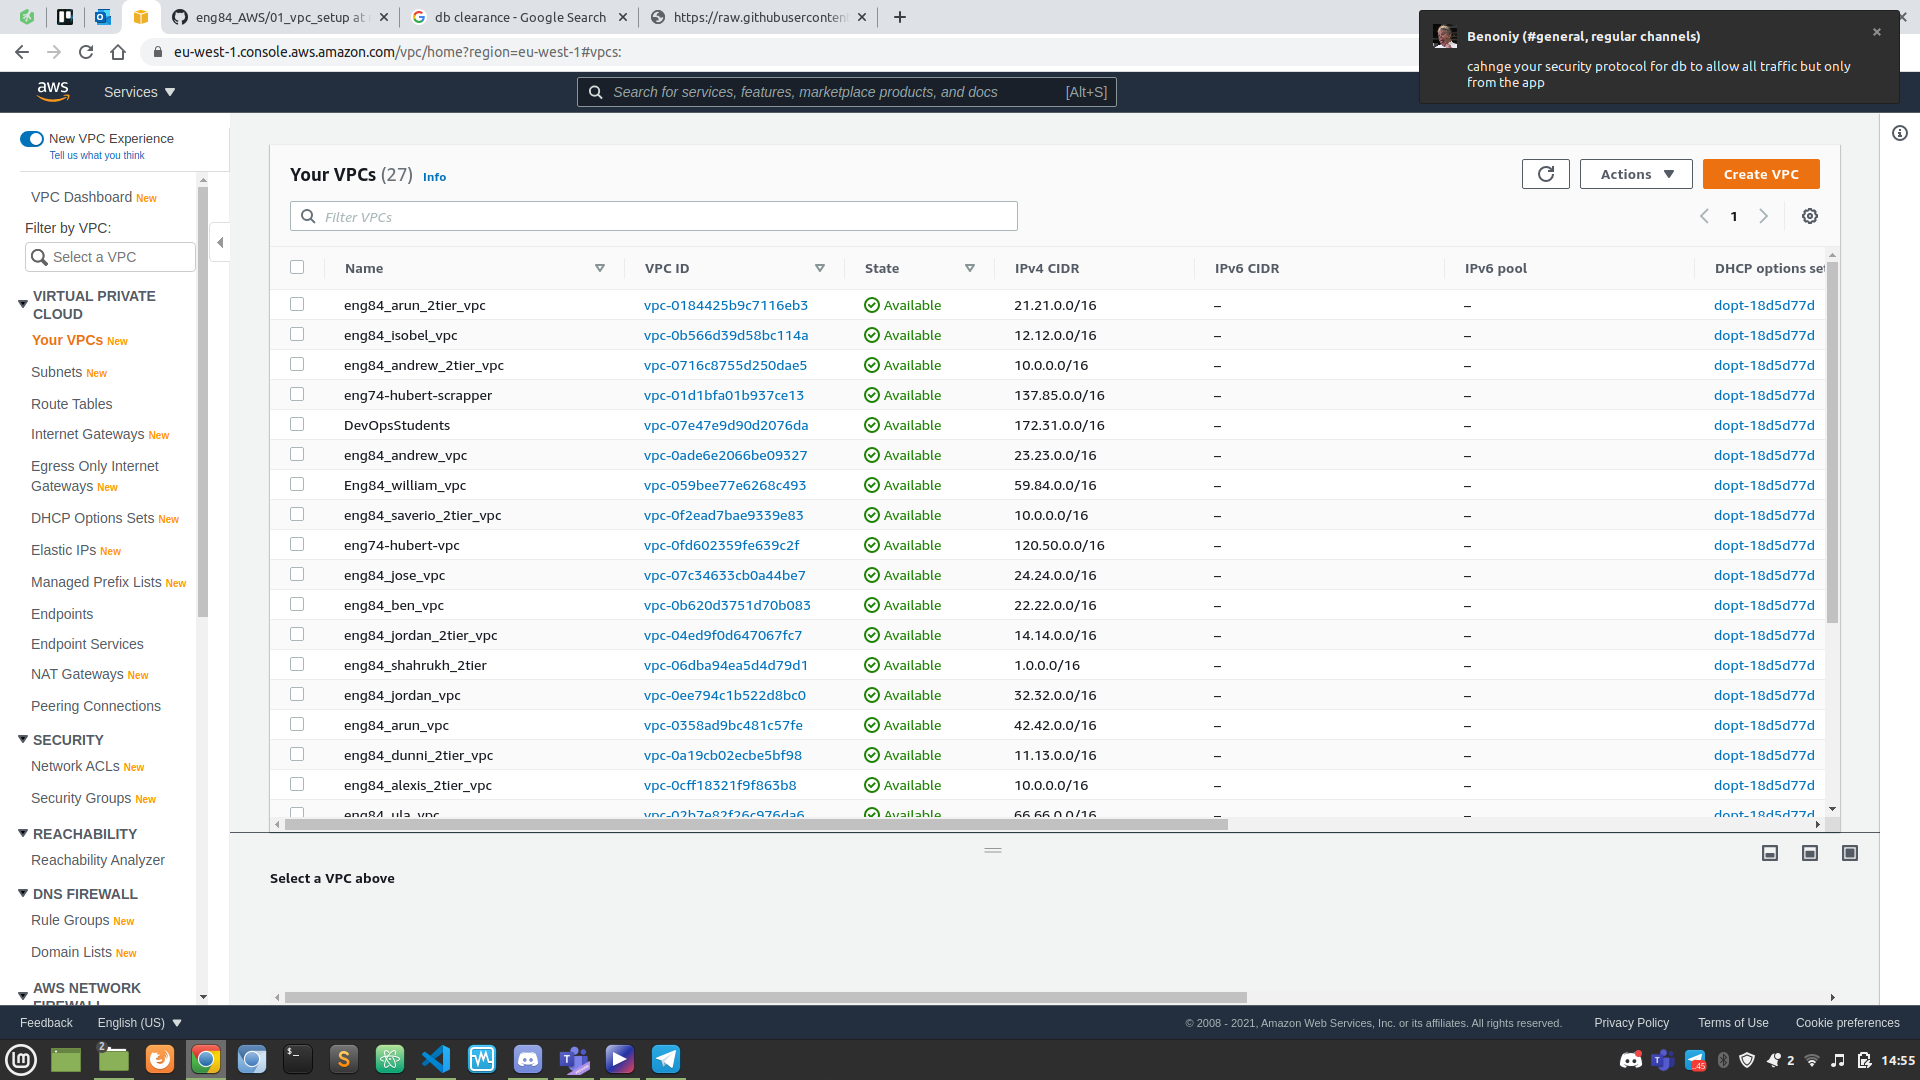 eng84_AWS/01_vpc_setup at
db clearance - Google Search
https://raw.githubusercontent
eu-west-1.console.aws.amazon.com/vpc/home?region=eu-west-1#vpcs:
Benoniy (#general, regular channels)
cahnge your security protocol for db to allow all traffic but only
from the app
aws
Services
Search for services, features, marketplace products, and docs
[Alt+S]
New VPC Experience
Tell us what you think
VPC Dashboard New
Filter by VPC:
Select a VPC
VIRTUAL PRIVATE
CLOUD
Your VPCs New
Subnets New
Route Tables
Internet Gateways New
Egress Only Internet
Gateways New
DHCP Options Sets New
Elastic IPs New
Managed Prefix Lists New
Endpoints
Endpoint Services
NAT Gateways New
Peering Connections
SECURITY
Network ACLs New
Security Groups New
REACHABILITY
Reachability Analyzer
DNS FIREWALL
Rule Groups New
Domain Lists New
AWS NETWORK
FIREWALL
Your VPCs (27) Info
Actions
Create VPC
Filter VPCs
1
Name VPC ID State IPv4 CIDR IPv6 CIDR IPv6 pool DHCP options set
eng84_arun_2tier_vpc vpc-0184425b9c7116eb3 Available 21.21.0.0/16 – – dopt-18d5d77d
eng84_isobel_vpc vpc-0b566d39d58bc114a Available 12.12.0.0/16 – – dopt-18d5d77d
eng84_andrew_2tier_vpc vpc-0716c8755d250dae5 Available 10.0.0.0/16 – – dopt-18d5d77d
eng74-hubert-scrapper vpc-01d1bfa01b937ce13 Available 137.85.0.0/16 – – dopt-18d5d77d
DevOpsStudents vpc-07e47e9d90d2076da Available 172.31.0.0/16 – – dopt-18d5d77d
eng84_andrew_vpc vpc-0ade6e2066be09327 Available 23.23.0.0/16 – – dopt-18d5d77d
Eng84_william_vpc vpc-059bee77e6268c493 Available 59.84.0.0/16 – – dopt-18d5d77d
eng84_saverio_2tier_vpc vpc-0f2ead7bae9339e83 Available 10.0.0.0/16 – – dopt-18d5d77d
eng74-hubert-vpc vpc-0fd602359fe639c2f Available 120.50.0.0/16 – – dopt-18d5d77d
eng84_jose_vpc vpc-07c34633cb0a44be7 Available 24.24.0.0/16 – – dopt-18d5d77d
eng84_ben_vpc vpc-0b620d3751d70b083 Available 22.22.0.0/16 – – dopt-18d5d77d
eng84_jordan_2tier_vpc vpc-04ed9f0d647067fc7 Available 14.14.0.0/16 – – dopt-18d5d77d
eng84_shahrukh_2tier vpc-06dba94ea5d4d79d1 Available 1.0.0.0/16 – – dopt-18d5d77d
eng84_jordan_vpc vpc-0ee794c1b522d8bc0 Available 32.32.0.0/16 – – dopt-18d5d77d
eng84_arun_vpc vpc-0358ad9bc481c57fe Available 42.42.0.0/16 – – dopt-18d5d77d
eng84_dunni_2tier_vpc vpc-0a19cb02ecbe5bf98 Available 11.13.0.0/16 – – dopt-18d5d77d
eng84_alexis_2tier_vpc vpc-0cff18321f9f863b8 Available 10.0.0.0/16 – – dopt-18d5d77d
eng84_ula_vpc vpc-02b7e82f26c976da6 Available 66.66.0.0/16 – – dopt-18d5d77d
Select a VPC above
Feedback
English (US)
© 2008 - 2021, Amazon Web Services, Inc. or its affiliates. All rights reserved.
Privacy Policy
Terms of Use
Cookie preferences
2
45
2
14:55